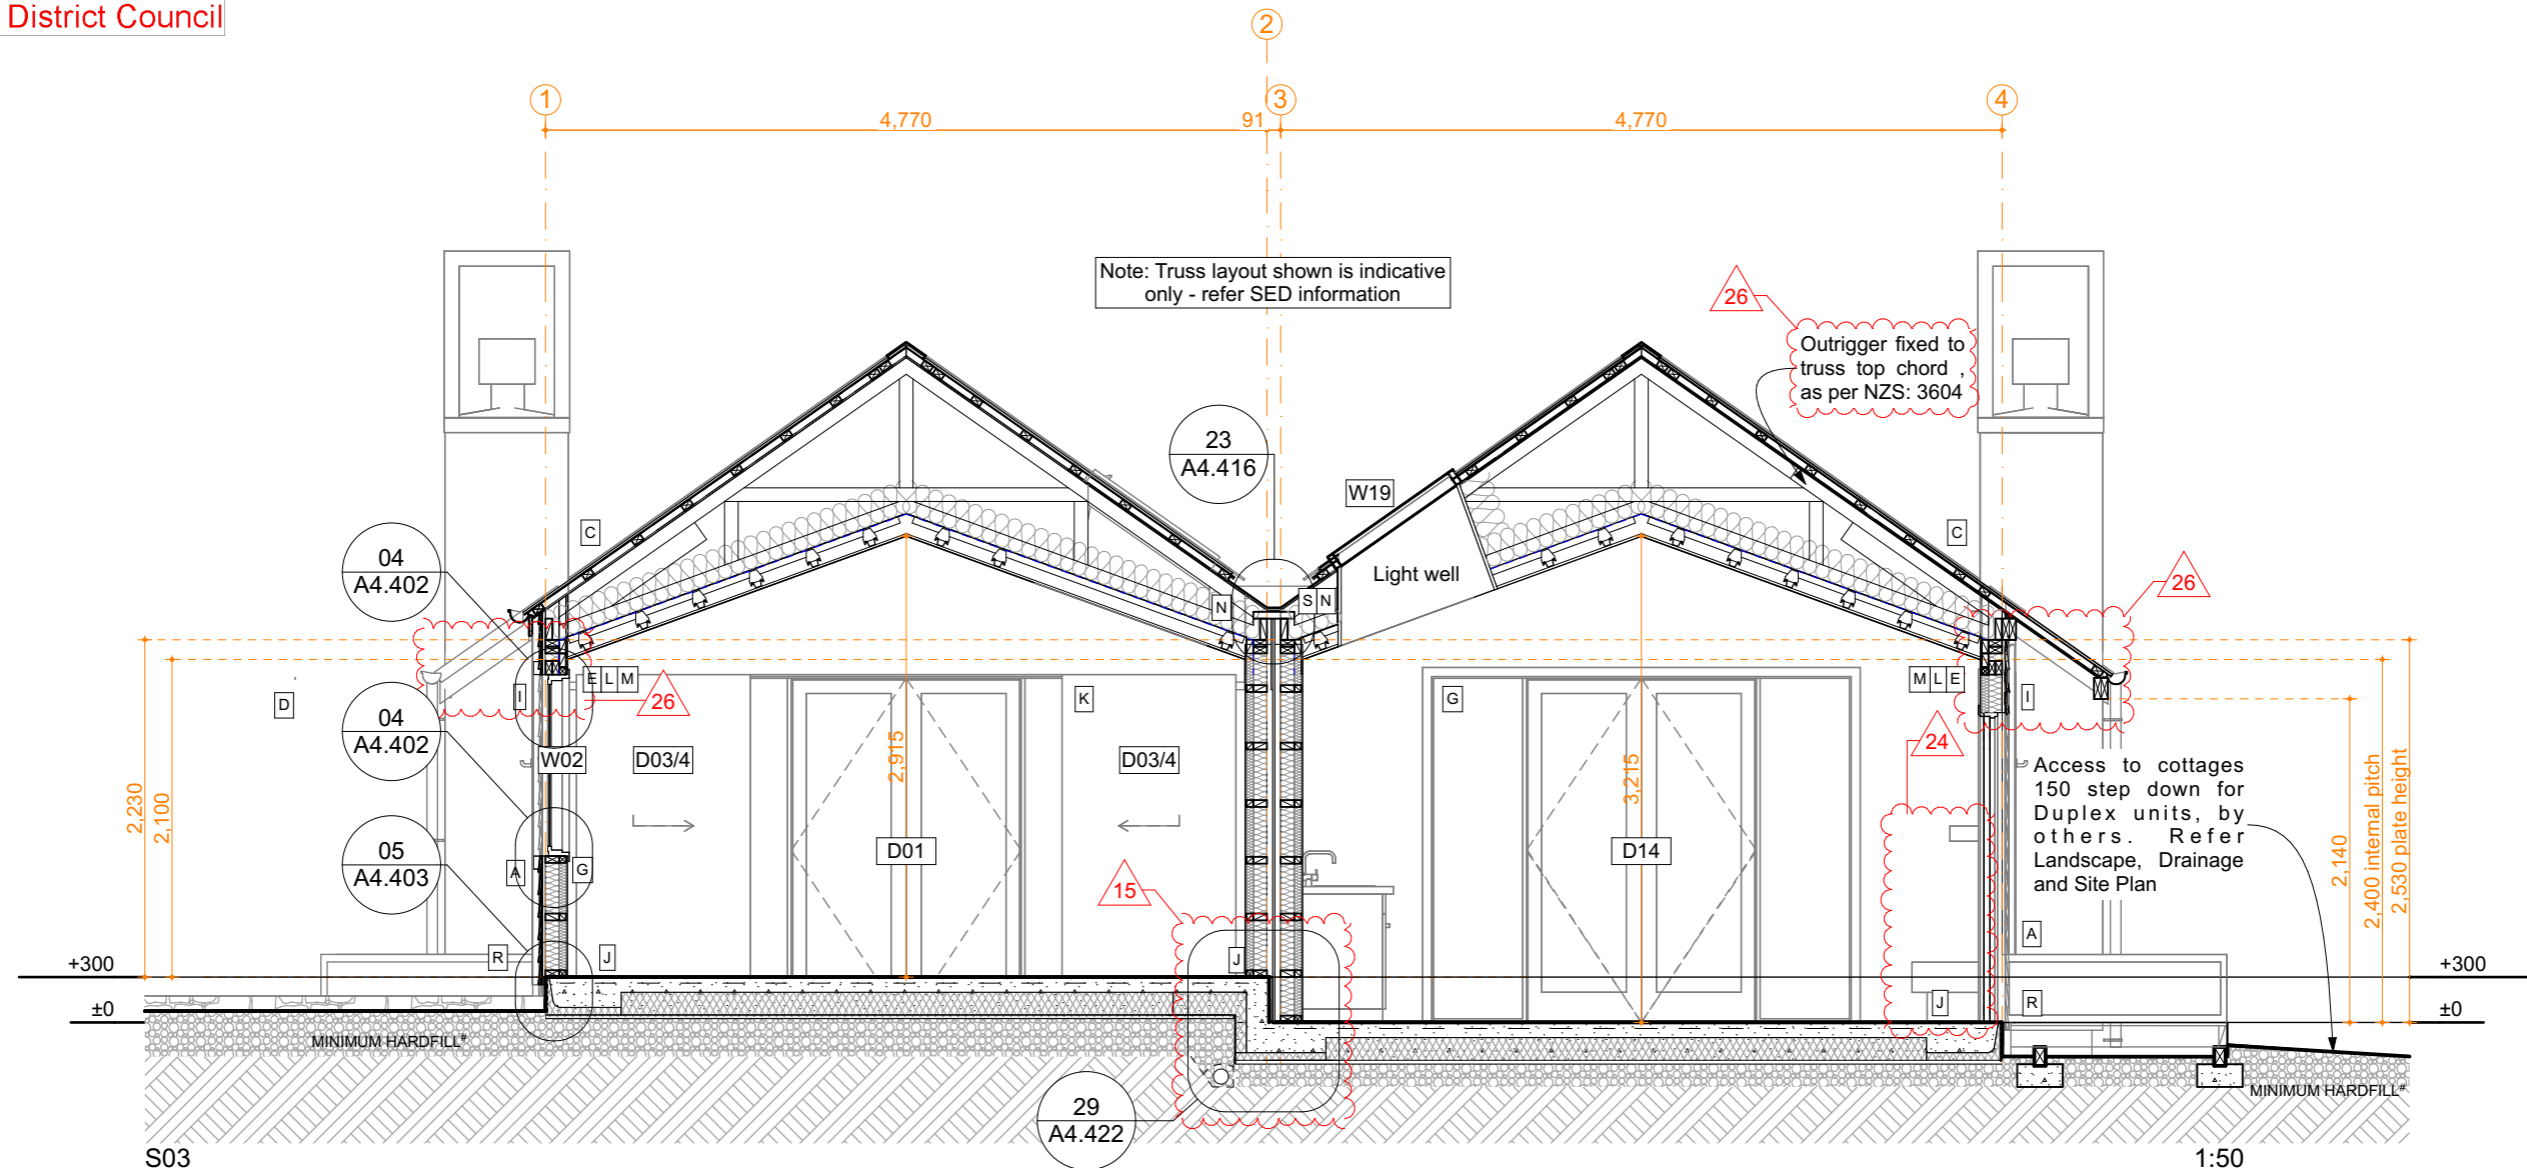 District Council
2
1
3
4
4,770
91
4,770
Note: Truss layout shown is indicative
only - refer SED information
26
Outrigger fixed to
truss top chord ,
as per NZS: 3604
23
A4.416
W19
C
C
04
A4.402
Light well
26
N
S
N
E
L
M
26
M
L
E
I
I
D
K
G
04
A4.402
W02
D03/4
D03/4
2,915
3,215
24
Access to cottages
150 step down for
Duplex units, by
others. Refer
Landscape, Drainage
and Site Plan
2,230
2,100
2,140
2,400 internal pitch
2,530 plate height
05
A4.403
A
G
D01
D14
15
A
R
J
J
+300
+300
J
R
±0
±0
MINIMUM HARDFILL#
MINIMUM HARDFILL#
29
A4.422
S03
1:50